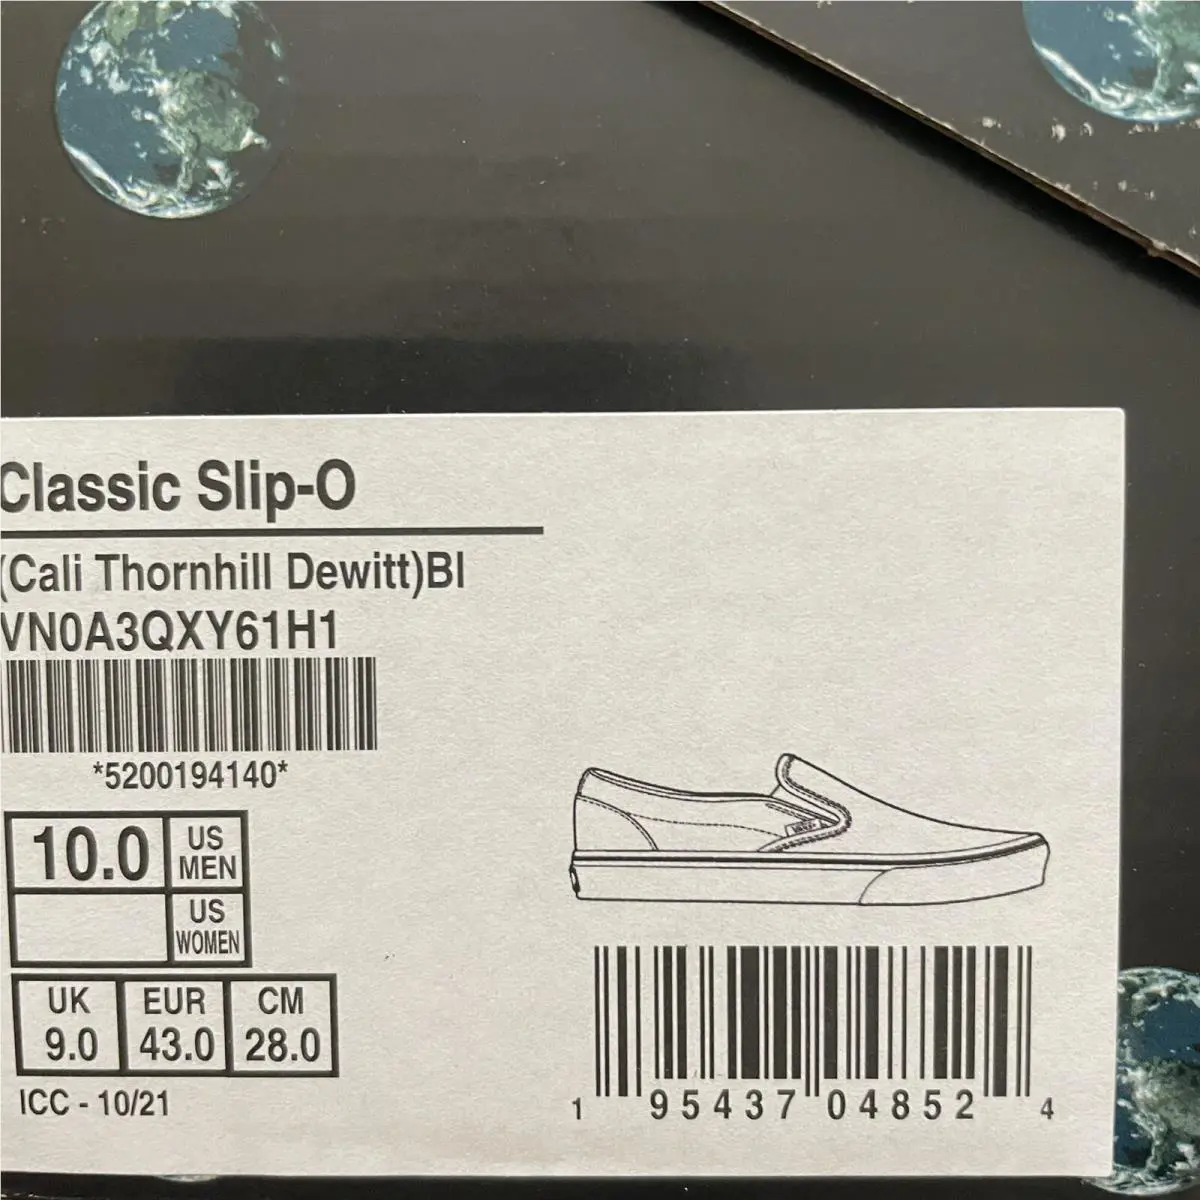 Classic Slip-O
(Cali Thornhill Dewitt)Bl
VN0A3QXY61H1
*5200194140*
10.0 US MEN
US WOMEN
UK EUR CM
9.0 43.0 28.0
ICC - 10/21
VANS
1 95437 04852 4